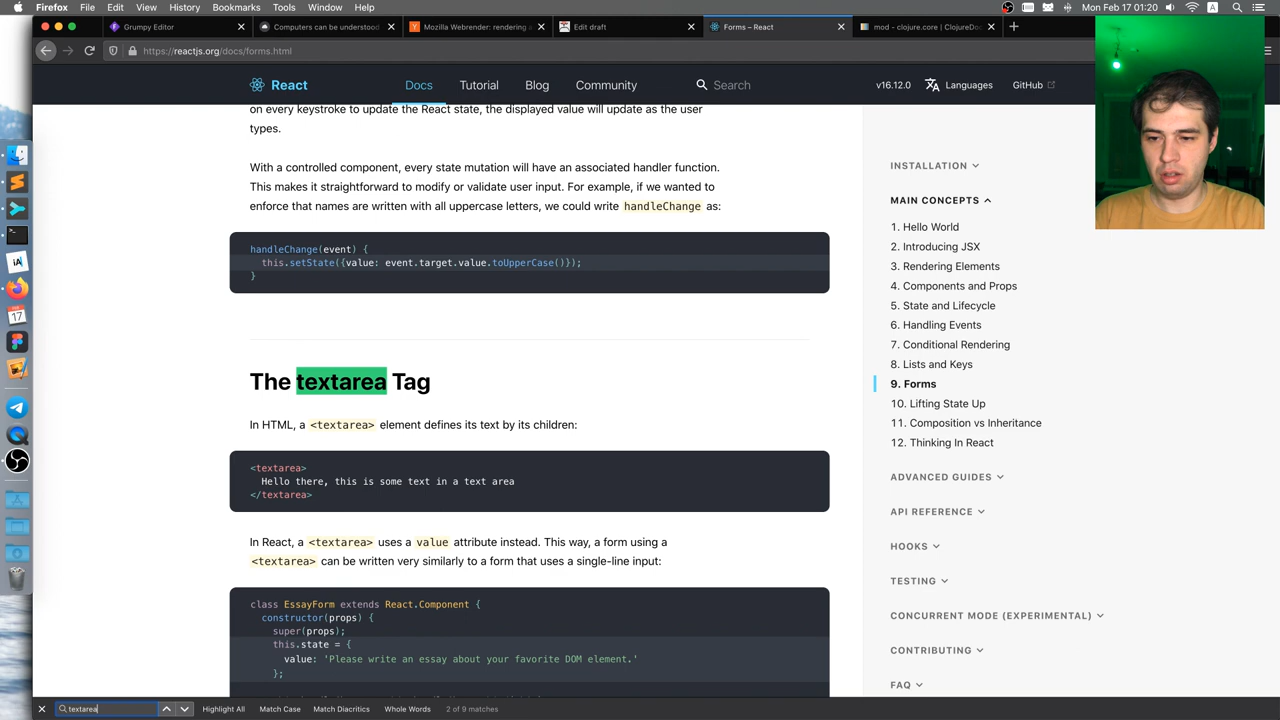 Firefox File Edit View History Bookmarks Tools Window Help
Mon Feb 17 01:20
Grumpy Editor
Computers can be understood
Mozilla Webrender: rendering a
Edit draft
Forms – React
mod - clojure.core | ClojureDoc
https://reactjs.org/docs/forms.html
React
Docs Tutorial Blog Community
Search
v16.12.0
Languages
GitHub
on every keystroke to update the React state, the displayed value will update as the user
types.
With a controlled component, every state mutation will have an associated handler function.
This makes it straightforward to modify or validate user input. For example, if we wanted to
enforce that names are written with all uppercase letters, we could write handleChange as:
handleChange(event) {
this.setState({value: event.target.value.toUpperCase()});
}
The textarea Tag
In HTML, a <textarea> element defines its text by its children:
<textarea>
Hello there, this is some text in a text area
</textarea>
In React, a <textarea> uses a value attribute instead. This way, a form using a
<textarea> can be written very similarly to a form that uses a single-line input:
class EssayForm extends React.Component {
constructor(props) {
super(props);
this.state = {
value: 'Please write an essay about your favorite DOM element.'
};
INSTALLATION
MAIN CONCEPTS
1. Hello World
2. Introducing JSX
3. Rendering Elements
4. Components and Props
5. State and Lifecycle
6. Handling Events
7. Conditional Rendering
8. Lists and Keys
9. Forms
10. Lifting State Up
11. Composition vs Inheritance
12. Thinking In React
ADVANCED GUIDES
API REFERENCE
HOOKS
TESTING
CONCURRENT MODE (EXPERIMENTAL)
CONTRIBUTING
FAQ
iA
17
textarea
Highlight All Match Case Match Diacritics Whole Words 2 of 9 matches